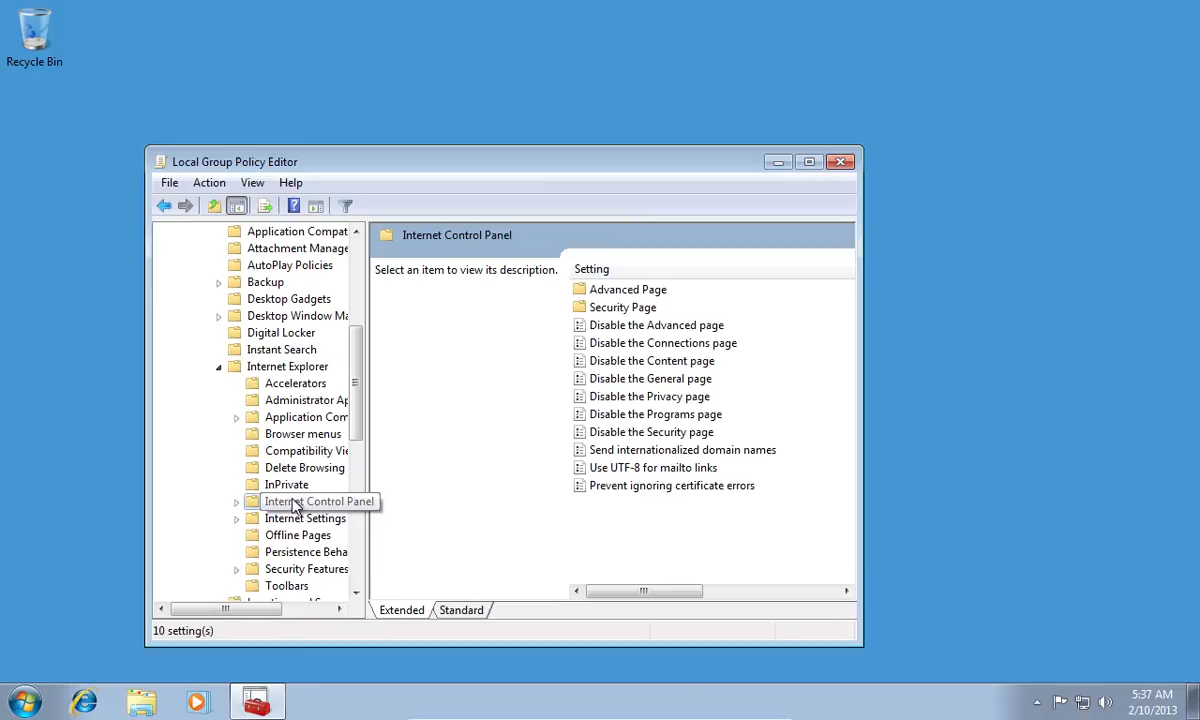 Recycle Bin
Local Group Policy Editor
File Action View Help
Application Compat
Attachment Manage
AutoPlay Policies
Backup
Desktop Gadgets
Desktop Window Ma
Digital Locker
Instant Search
Internet Explorer
Accelerators
Administrator Ap
Application Com
Browser menus
Compatibility Vie
Delete Browsing
InPrivate
Internet Control Panel
Internet Settings
Offline Pages
Persistence Beha
Security Features
Toolbars
Internet Control Panel
Select an item to view its description.
Setting
Advanced Page
Security Page
Disable the Advanced page
Disable the Connections page
Disable the Content page
Disable the General page
Disable the Privacy page
Disable the Programs page
Disable the Security page
Send internationalized domain names
Use UTF-8 for mailto links
Prevent ignoring certificate errors
Extended Standard
10 setting(s)
5:37 AM
2/10/2013